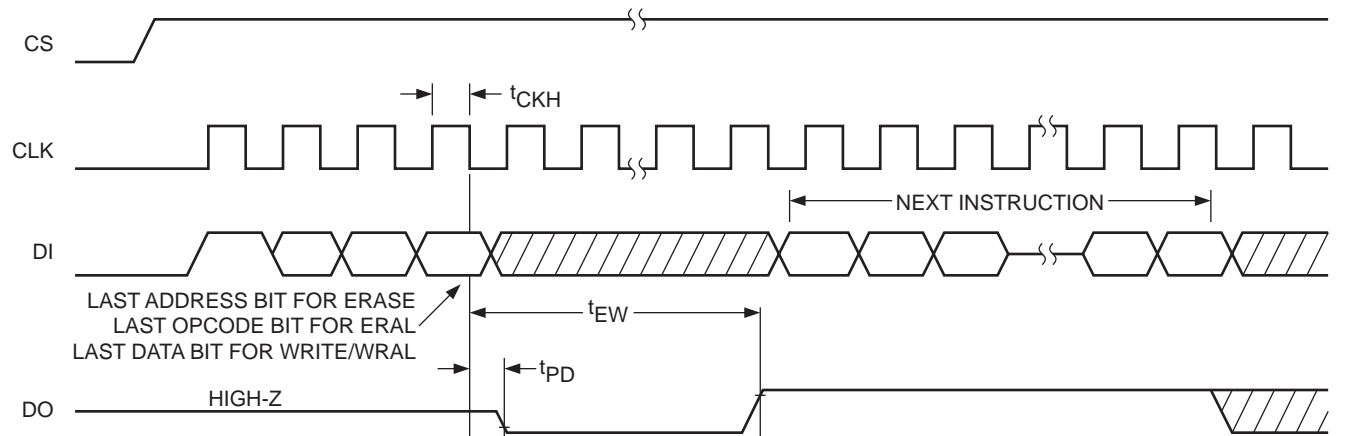 CS
tCKH
CLK
NEXT INSTRUCTION
DI
LAST ADDRESS BIT FOR ERASE
LAST OPCODE BIT FOR ERAL
LAST DATA BIT FOR WRITE/WRAL
tEW
tPD
HIGH-Z
DO